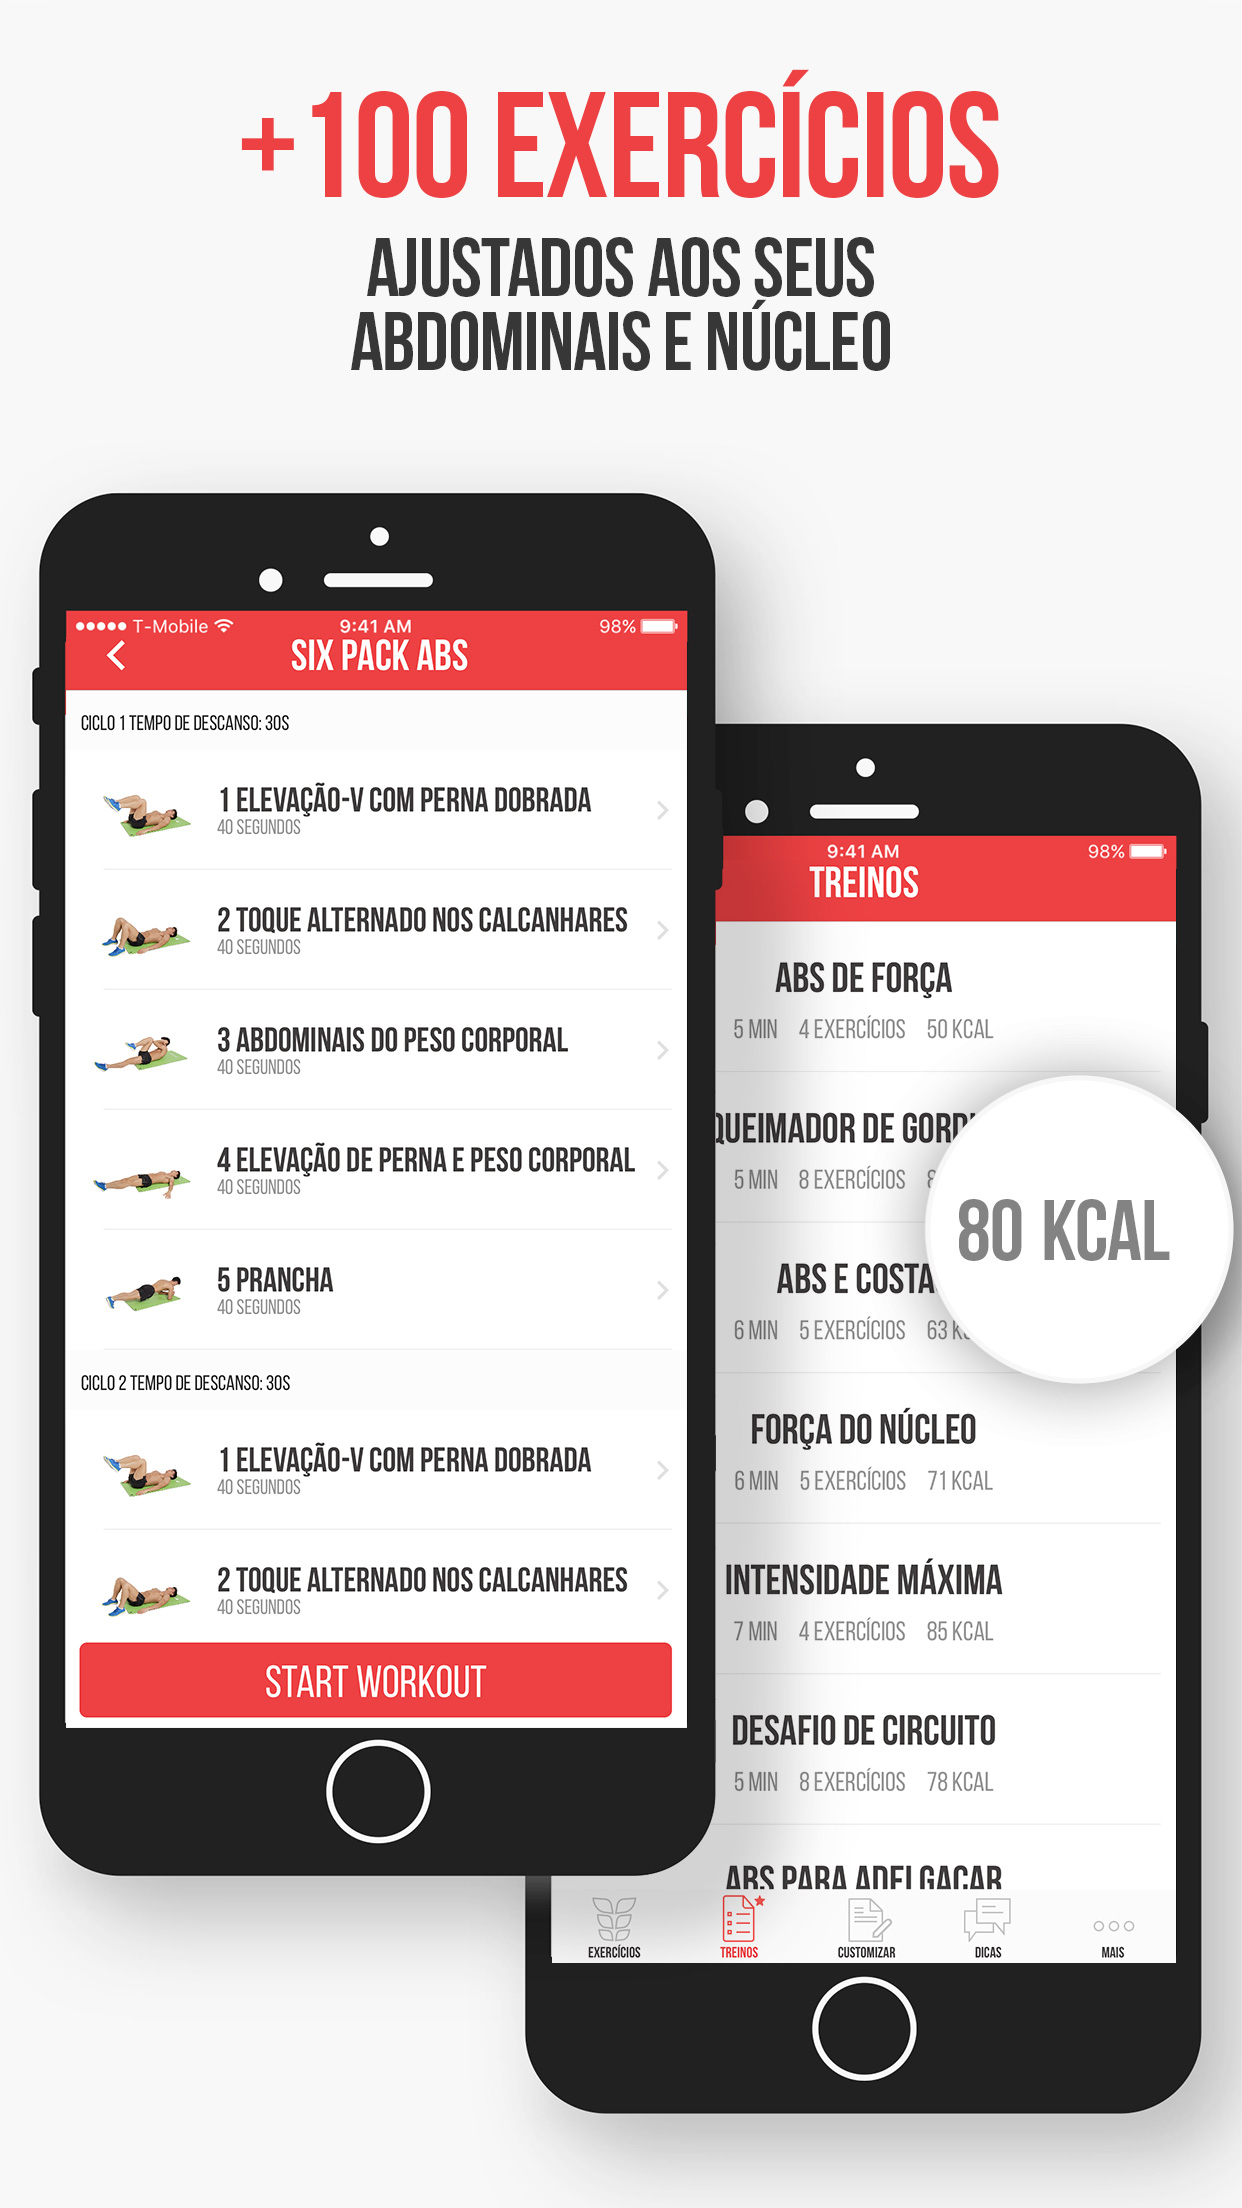 +100 EXERCÍCIOS
AJUSTADOS AOS SEUS
ABDOMINAIS E NÚCLEO
T-Mobile 9:41 AM 98%
SIX PACK ABS
CICLO 1 TEMPO DE DESCANSO: 30S
1 ELEVAÇÃO-V COM PERNA DOBRADA
40 SEGUNDOS
2 TOQUE ALTERNADO NOS CALCANHARES
40 SEGUNDOS
3 ABDOMINAIS DO PESO CORPORAL
40 SEGUNDOS
4 ELEVAÇÃO DE PERNA E PESO CORPORAL
40 SEGUNDOS
5 PRANCHA
40 SEGUNDOS
CICLO 2 TEMPO DE DESCANSO: 30S
1 ELEVAÇÃO-V COM PERNA DOBRADA
40 SEGUNDOS
2 TOQUE ALTERNADO NOS CALCANHARES
40 SEGUNDOS
START WORKOUT
9:41 AM 98%
TREINOS
ABS DE FORÇA
5 MIN 4 EXERCÍCIOS 50 KCAL
QUEIMADOR DE
5 MIN 8 EXERCÍCIOS
80 KCAL
ABS E
6 MIN 5 EXERCÍCIOS 63
FORÇA DO NÚCLEO
6 MIN 5 EXERCÍCIOS 71 KCAL
INTENSIDADE MÁXIMA
7 MIN 4 EXERCÍCIOS 85 KCAL
DESAFIO DE CIRCUITO
5 MIN 8 EXERCÍCIOS 78 KCAL
ABS PARA ADELGAÇAR
EXERCÍCIOS TREINOS CUSTOMIZAR DICAS MAIS